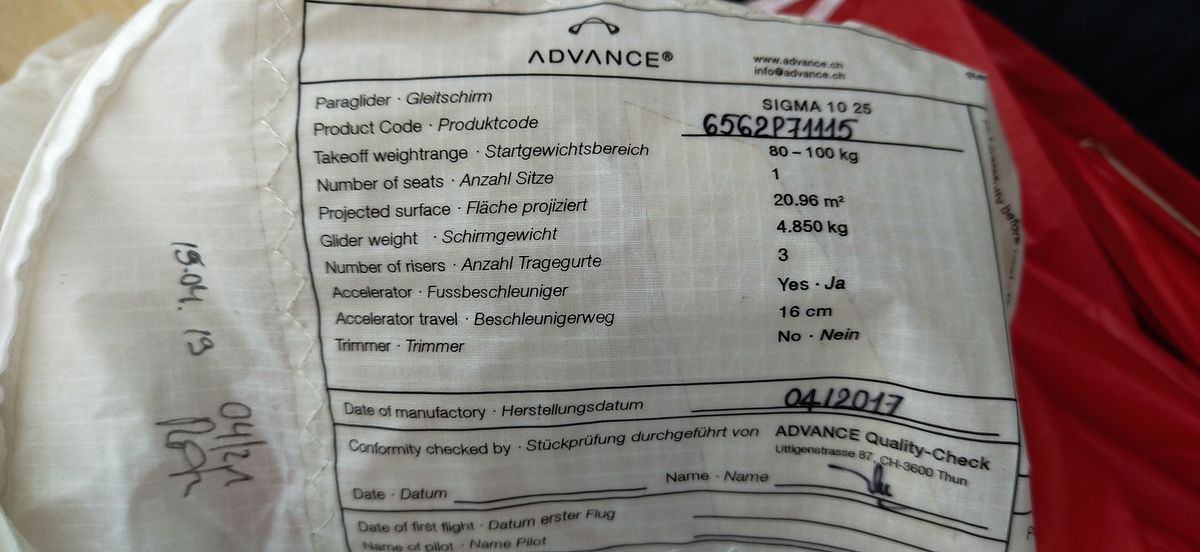 ADVANCE®
www.advance.ch
info@advance.ch
Paraglider · Gleitschirm SIGMA 10 25
Product Code · Produktcode 6562P71115
Takeoff weightrange · Startgewichtsbereich 80 – 100 kg
Number of seats · Anzahl Sitze 1
Projected surface · Fläche projiziert 20.96 m²
Glider weight · Schirmgewicht 4.850 kg
Number of risers · Anzahl Tragegurte 3
Accelerator · Fussbeschleuniger Yes · Ja
Accelerator travel · Beschleunigerweg 16 cm
Trimmer · Trimmer No · Nein
Date of manufactory · Herstellungsdatum 04/2017
Conformity checked by · Stückprüfung durchgeführt von ADVANCE Quality-Check
Uttigenstrasse 87, CH-3600 Thun
Date · Datum Name · Name
Date of first flight · Datum erster Flug
Name of pilot · Name Pilot
19.04.19
04/21
before